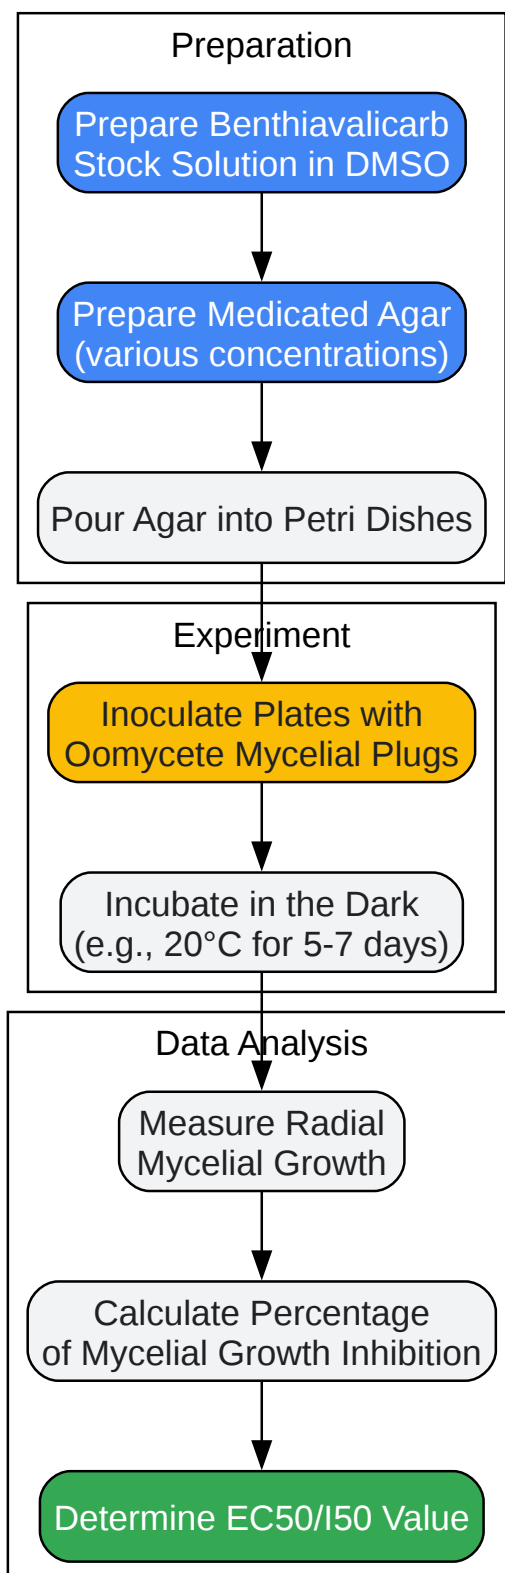 Preparation
Prepare Benthiavalicarb
Stock Solution in DMSO
Prepare Medicated Agar
(various concentrations)
Pour Agar into Petri Dishes
Experiment
Inoculate Plates with
Oomycete Mycelial Plugs
Incubate in the Dark
(e.g., 20°C for 5-7 days)
Data Analysis
Measure Radial
Mycelial Growth
Calculate Percentage
of Mycelial Growth Inhibition
Determine EC50/I50 Value